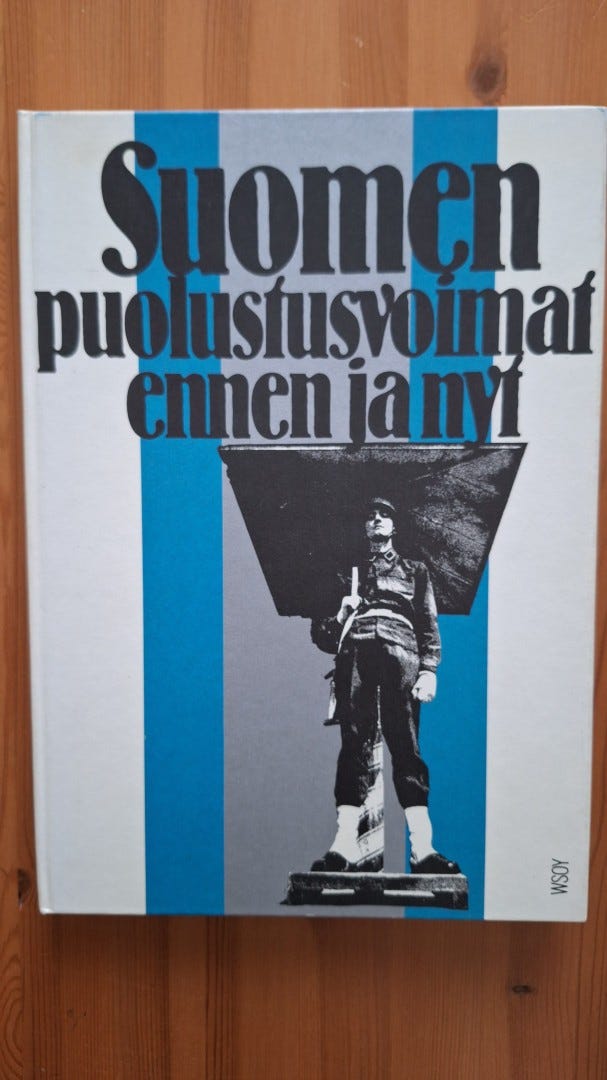 Suomen
puolustusvoimat
ennen ja nyt
WSOY